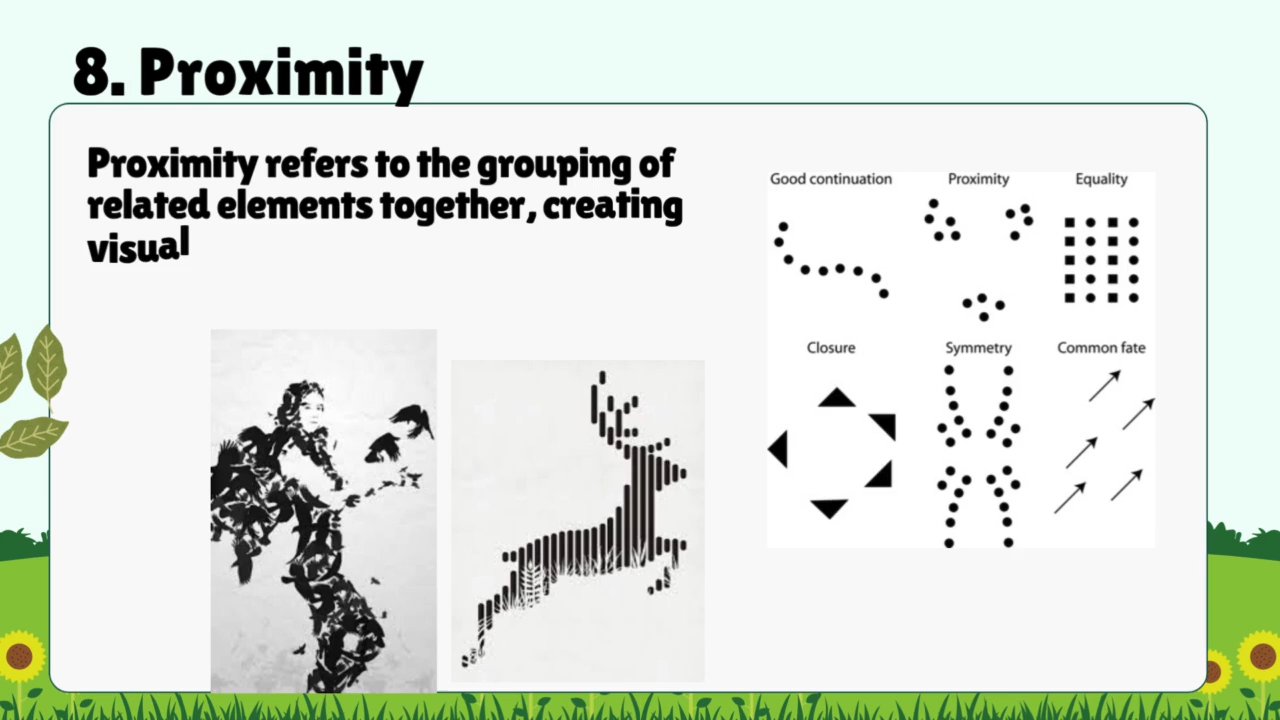 8. Proximity
Proximity refers to the grouping of
related elements together, creating
visual
Good continuation
Proximity
Equality
Closure
Symmetry
Common fate